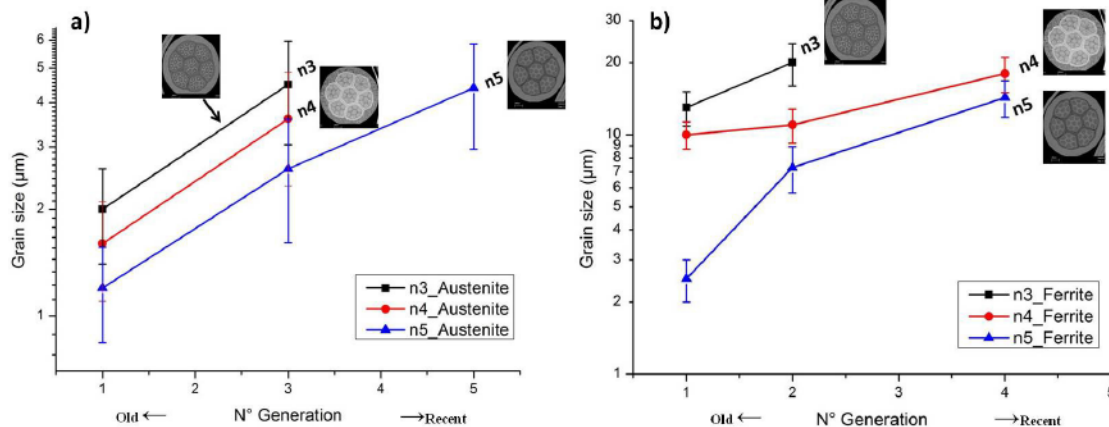 a)
6
5
4
3
2
1
Grain size (µm)
n3
n4
n5
n3_Austenite
n4_Austenite
n5_Austenite
1 2 3 4 5
Old ← N° Generation → Recent
b)
30
20
10
9
8
7
6
5
4
3
2
1
Grain size (µm)
n3
n4
n5
n3_Ferrite
n4_Ferrite
n5_Ferrite
1 2 3 4 5
Old ← N° Generation → Recent